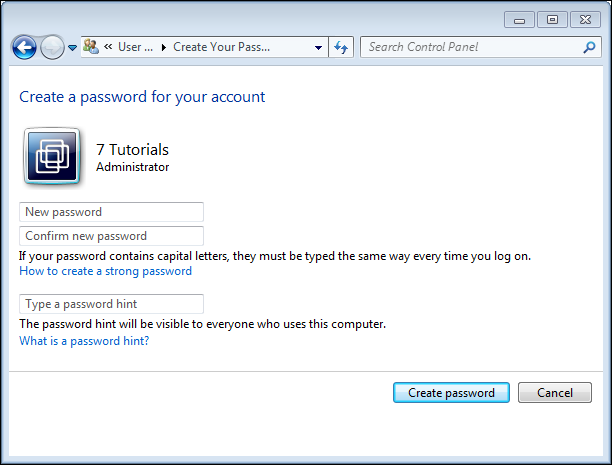 « User ... Create Your Pass... Search Control Panel
Create a password for your account
7 Tutorials
Administrator
New password
Confirm new password
If your password contains capital letters, they must be typed the same way every time you log on.
How to create a strong password
Type a password hint
The password hint will be visible to everyone who uses this computer.
What is a password hint?
Create password Cancel